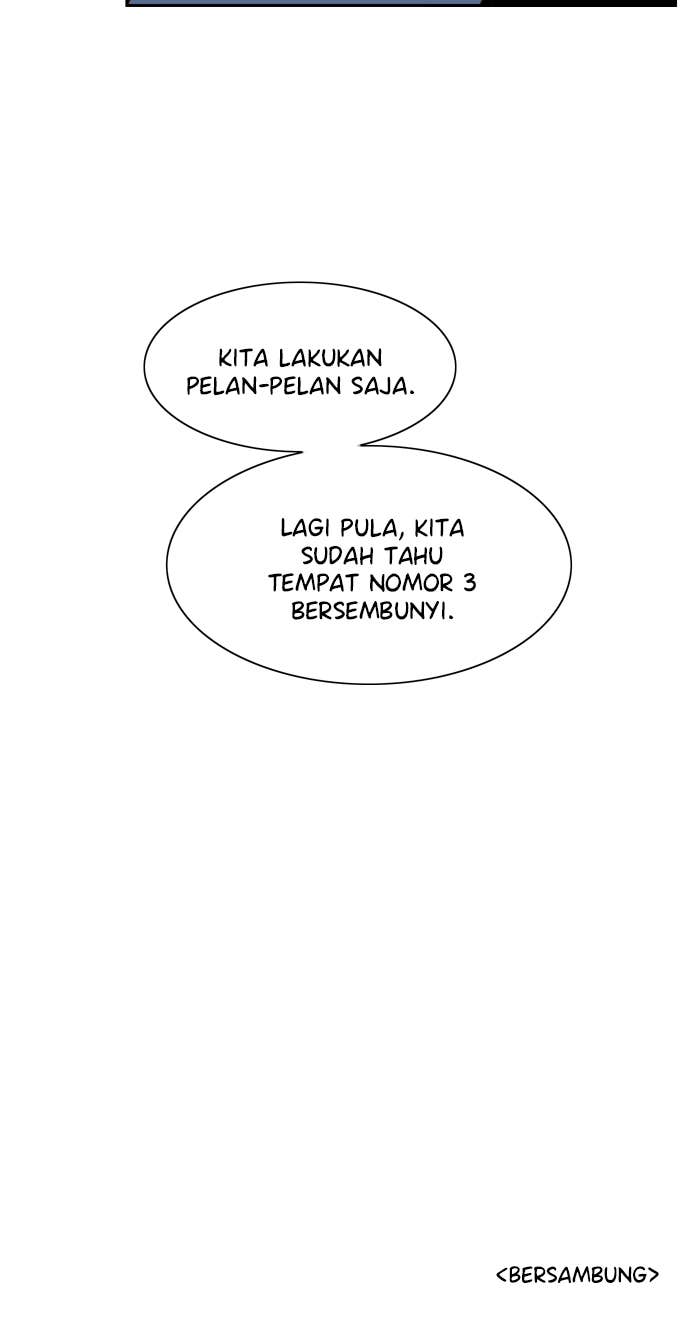 KITA LAKUKAN
PELAN-PELAN SAJA.
LAGI PULA, KITA
SUDAH TAHU
TEMPAT NOMOR 3
BERSEMBUNYI.
<BERSAMBUNG>